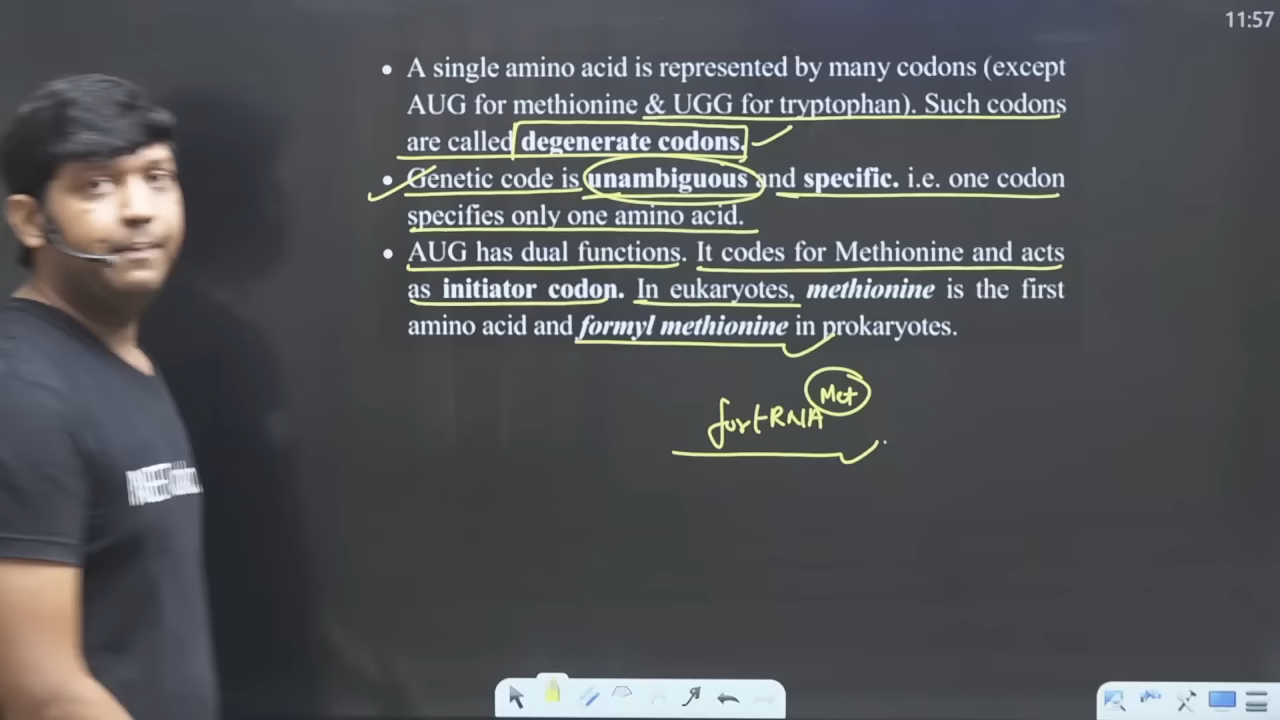 11:57
• A single amino acid is represented by many codons (except
AUG for methionine & UGG for tryptophan). Such codons
are called degenerate codons.
• Genetic code is unambiguous and specific. i.e. one codon
specifies only one amino acid.
• AUG has dual functions. It codes for Methionine and acts
as initiator codon. In eukaryotes, methionine is the first
amino acid and formyl methionine in prokaryotes.
Met
tRNA